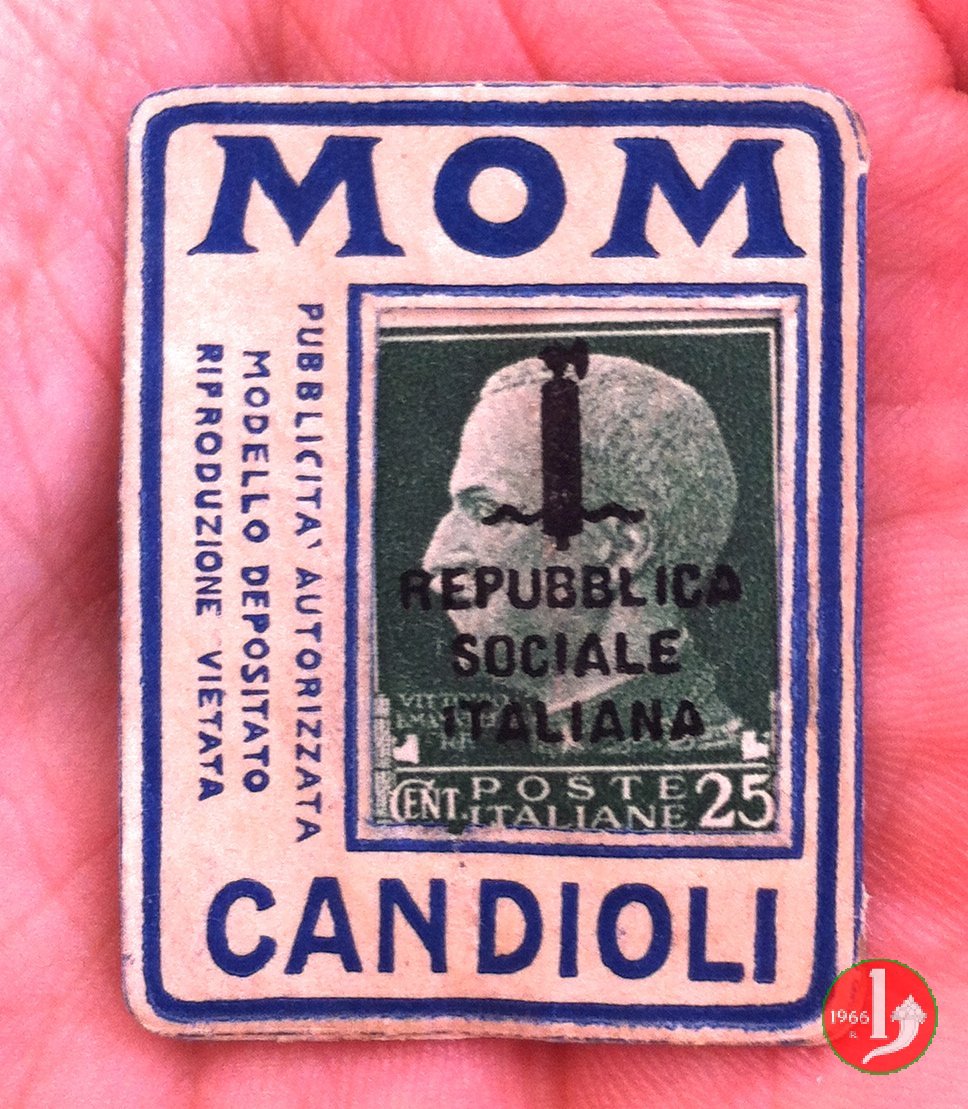 MOM
PUBBLICITA' AUTORIZZATA
MODELLO DEPOSITATO
RIPRODUZIONE VIETATA
REPUBBLICA
SOCIALE
ITALIANA
CENT. POSTE ITALIANE 25
CANDIOLI
1966